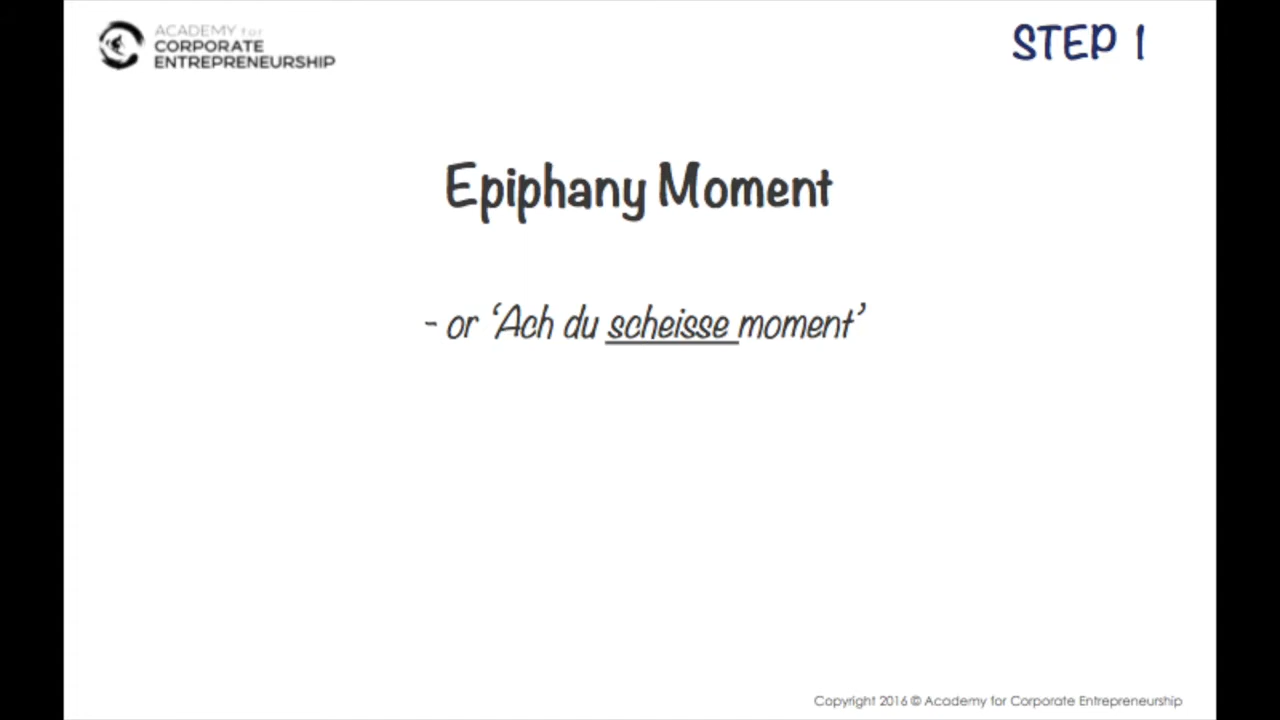 ACADEMY for
CORPORATE
ENTREPRENEURSHIP
STEP 1
Epiphany Moment
- or ‘Ach du scheisse moment’
Copyright 2016 © Academy for Corporate Entrepreneurship